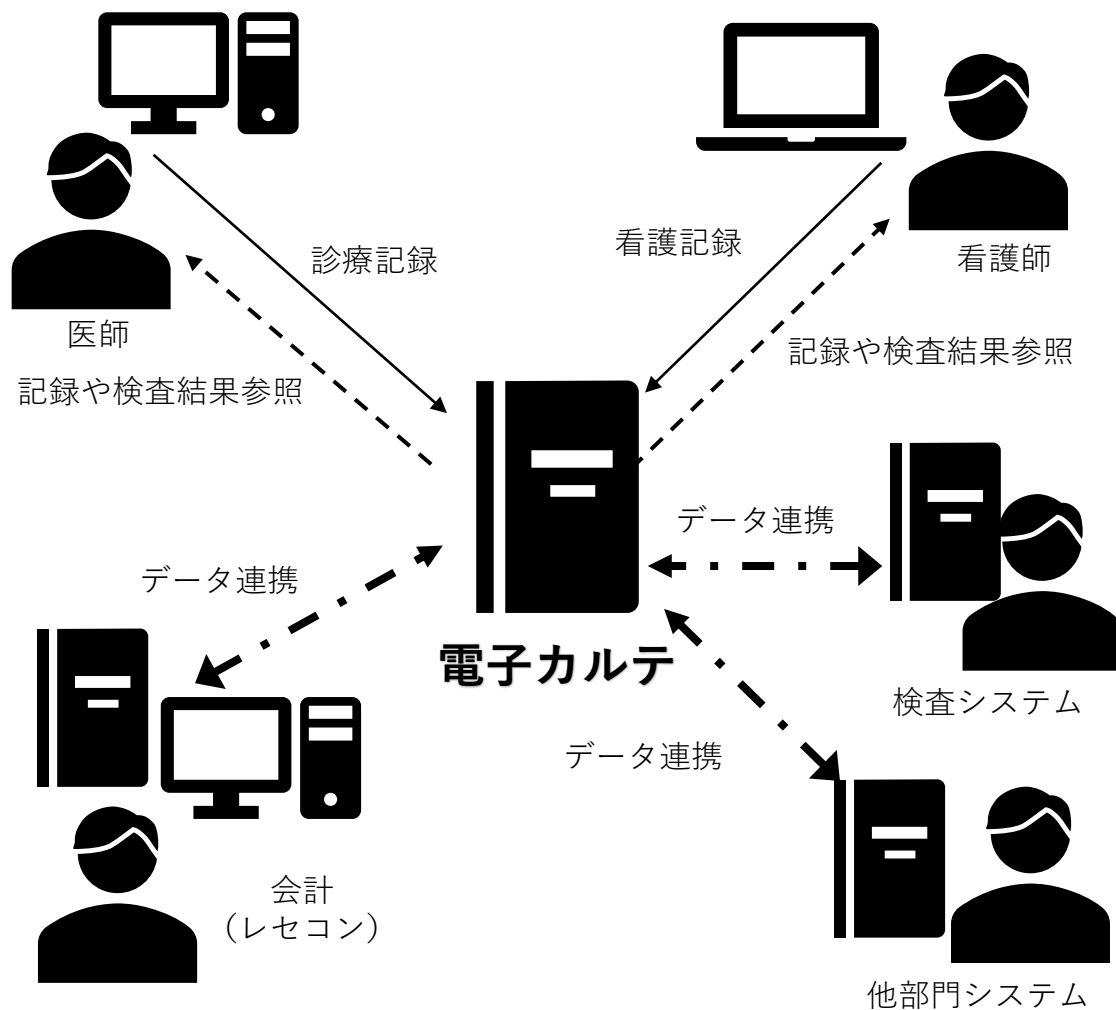 診療記録
看護記録
看護師
医師
記録や検査結果参照
記録や検査結果参照
データ連携
データ連携
電子カルテ
検査システム
データ連携
会計
（レセコン）
他部門システム